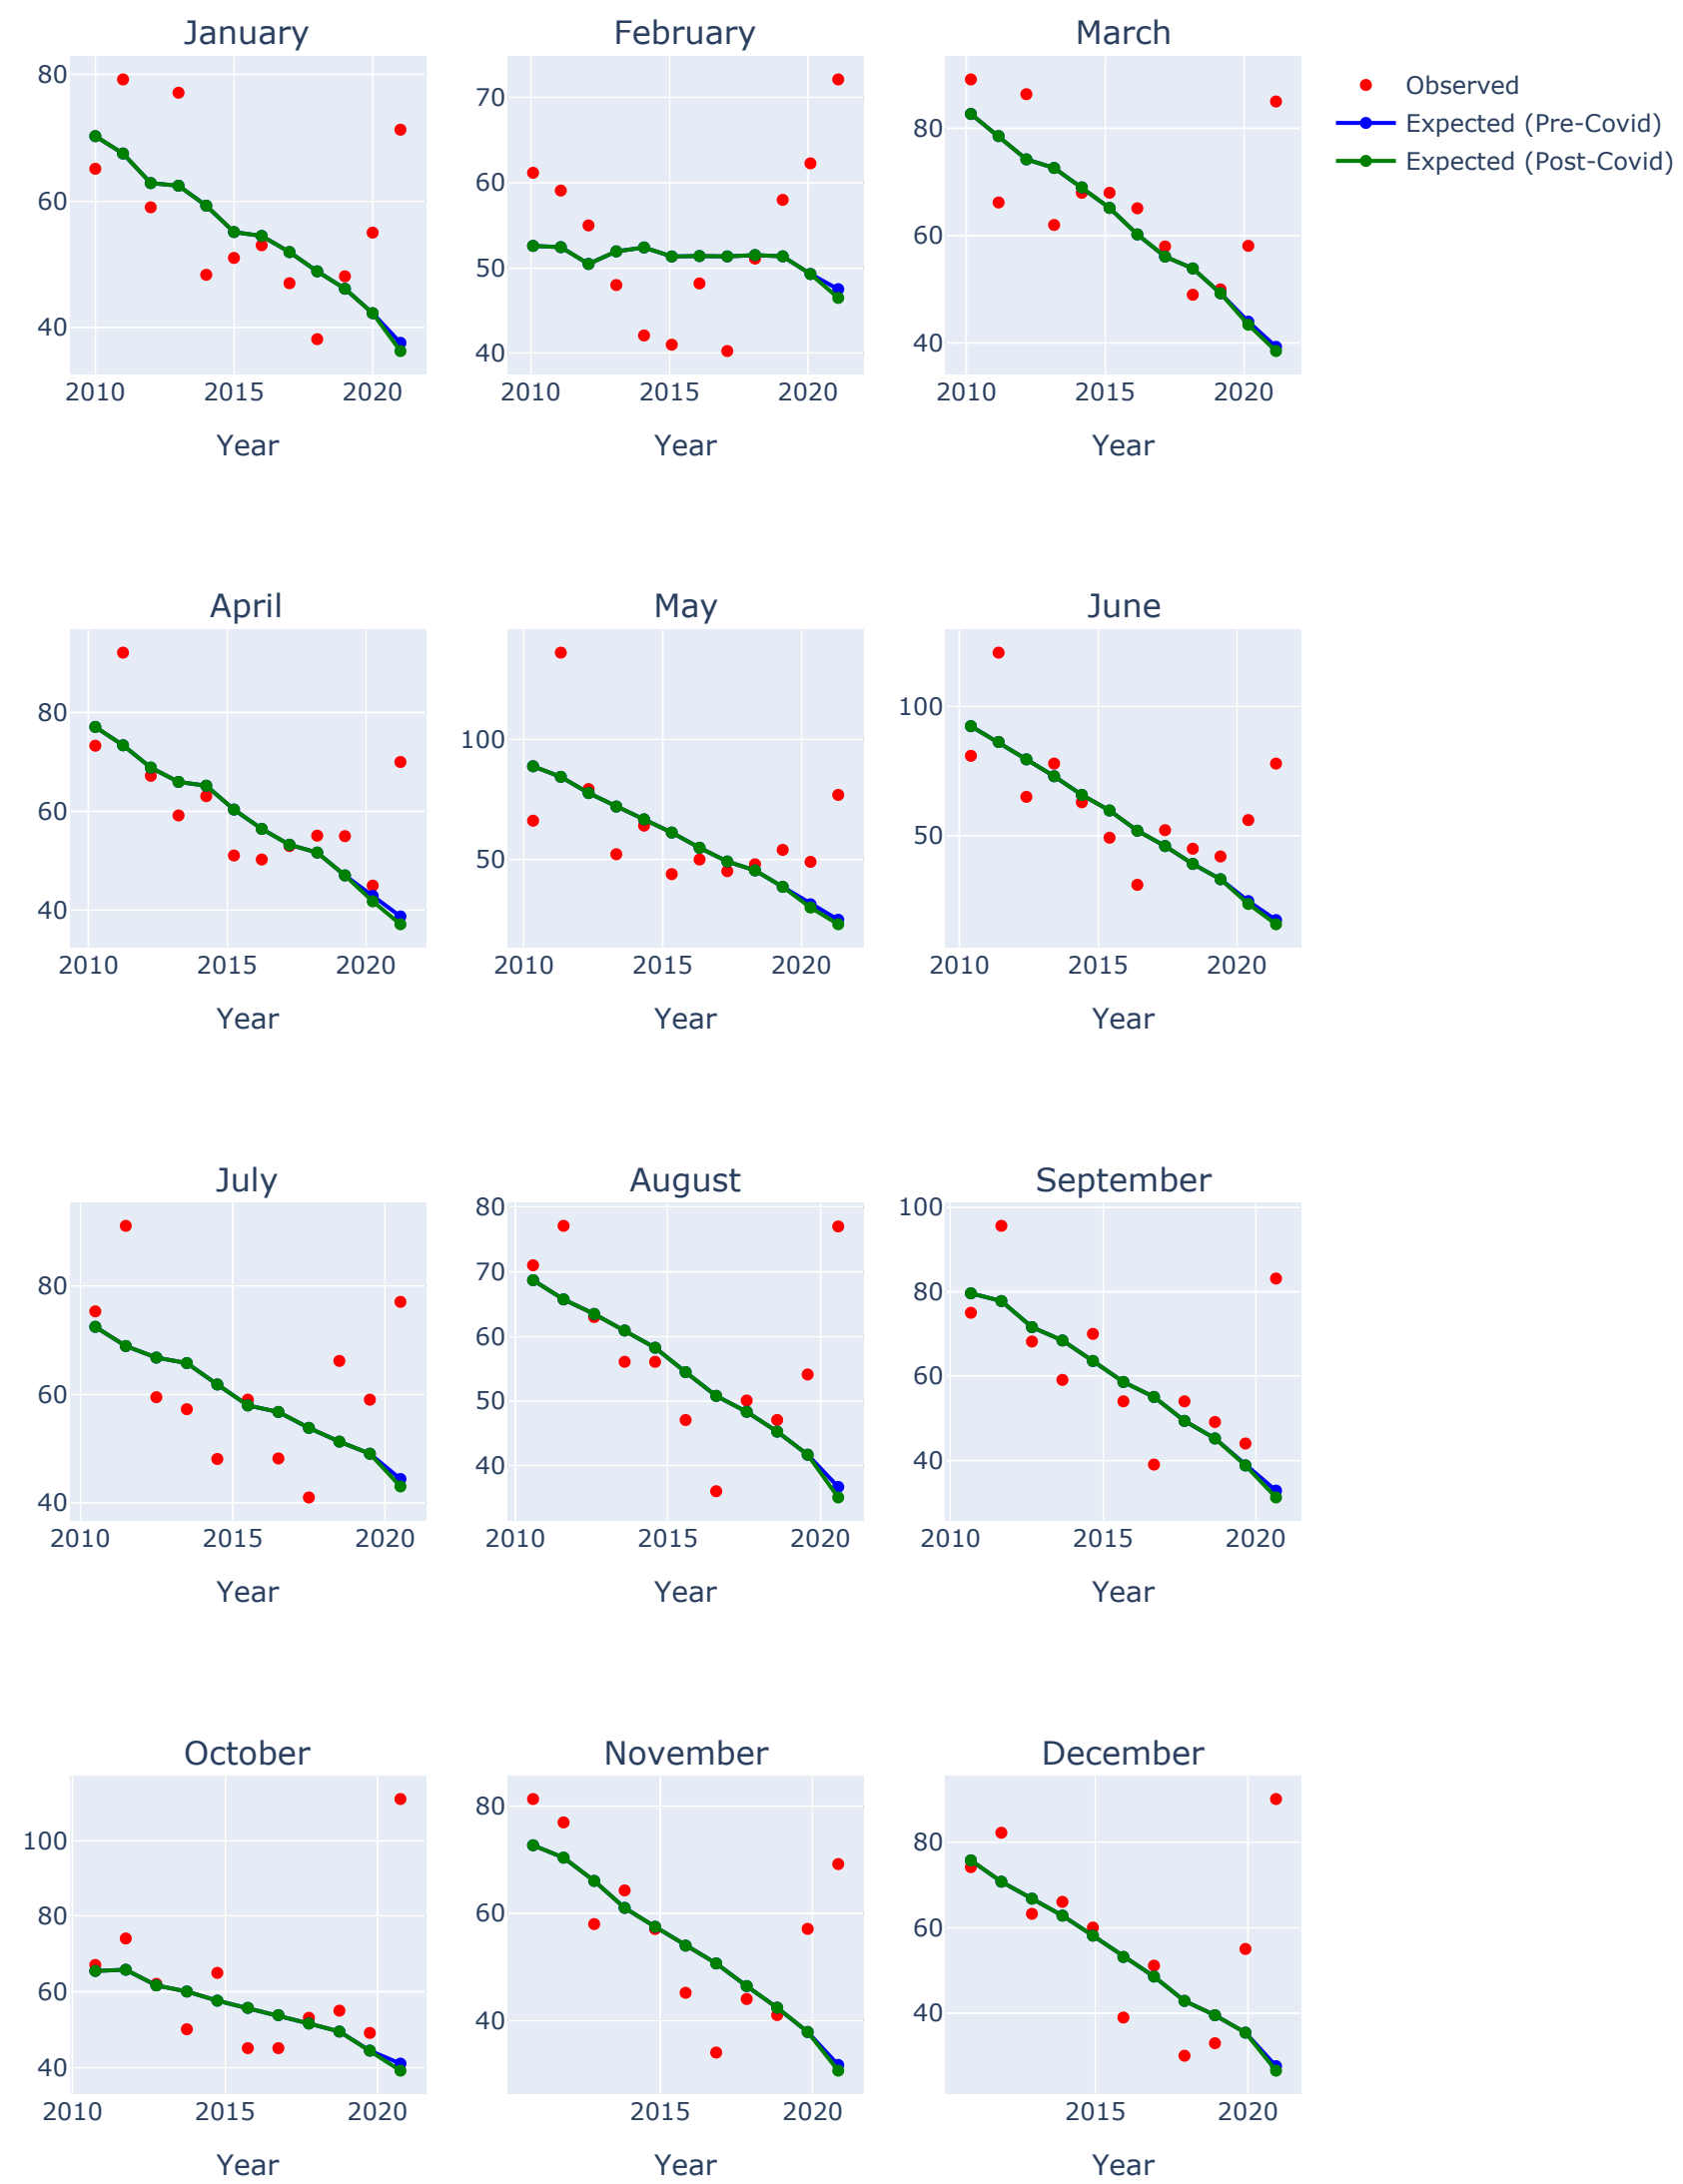 January
February
March
80
60
40
2010
2015
2020
Year
70
60
50
40
2010
2015
2020
Year
80
60
40
2010
2015
2020
Year
Observed
Expected (Pre-Covid)
Expected (Post-Covid)
April
May
June
80
60
40
2010
2015
2020
Year
100
50
2010
2015
2020
Year
100
50
2010
2015
2020
Year
July
August
September
80
60
40
2010
2015
2020
Year
80
70
60
50
40
2010
2015
2020
Year
100
80
60
40
2010
2015
2020
Year
October
November
December
100
80
60
40
2010
2015
2020
Year
80
60
40
2015
2020
Year
80
60
40
2015
2020
Year